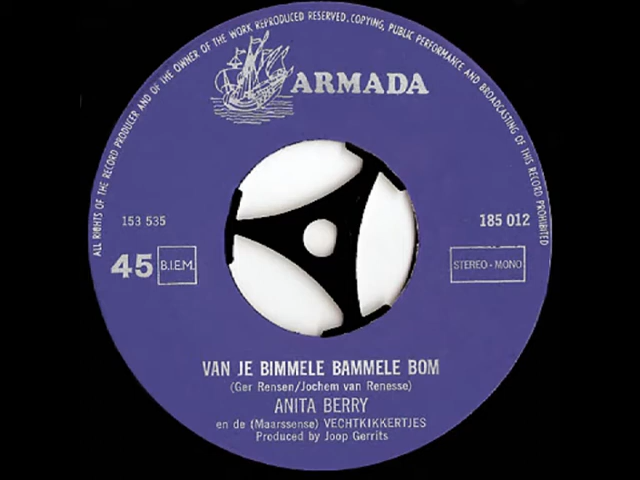 ALL RIGHTS OF THE RECORD PRODUCER AND OF THE OWNER OF THE WORK REPRODUCED RESERVED. COPYING, PUBLIC PERFORMANCE AND BROADCASTING OF THIS RECORD PROHIBITED
ARMADA
153 535
185 012
45 B.I.E.M.
STEREO - MONO
VAN JE BIMMELE BAMMELE BOM
(Ger Rensen/Jochem van Renesse)
ANITA BERRY
en de (Maarssense) VECHTKIKKERTJES
Produced by Joop Gerrits